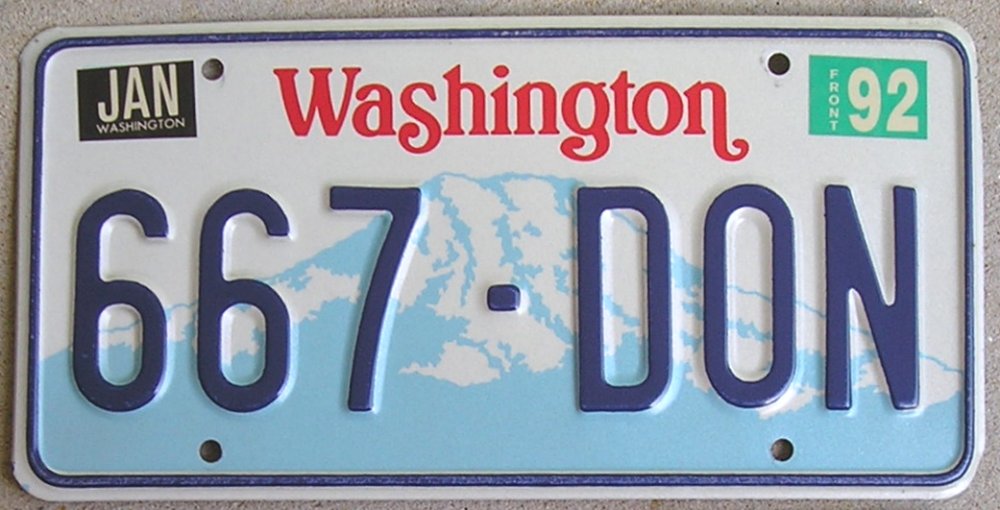 JAN
WASHINGTON
Washington
FRONT
92
667·DON